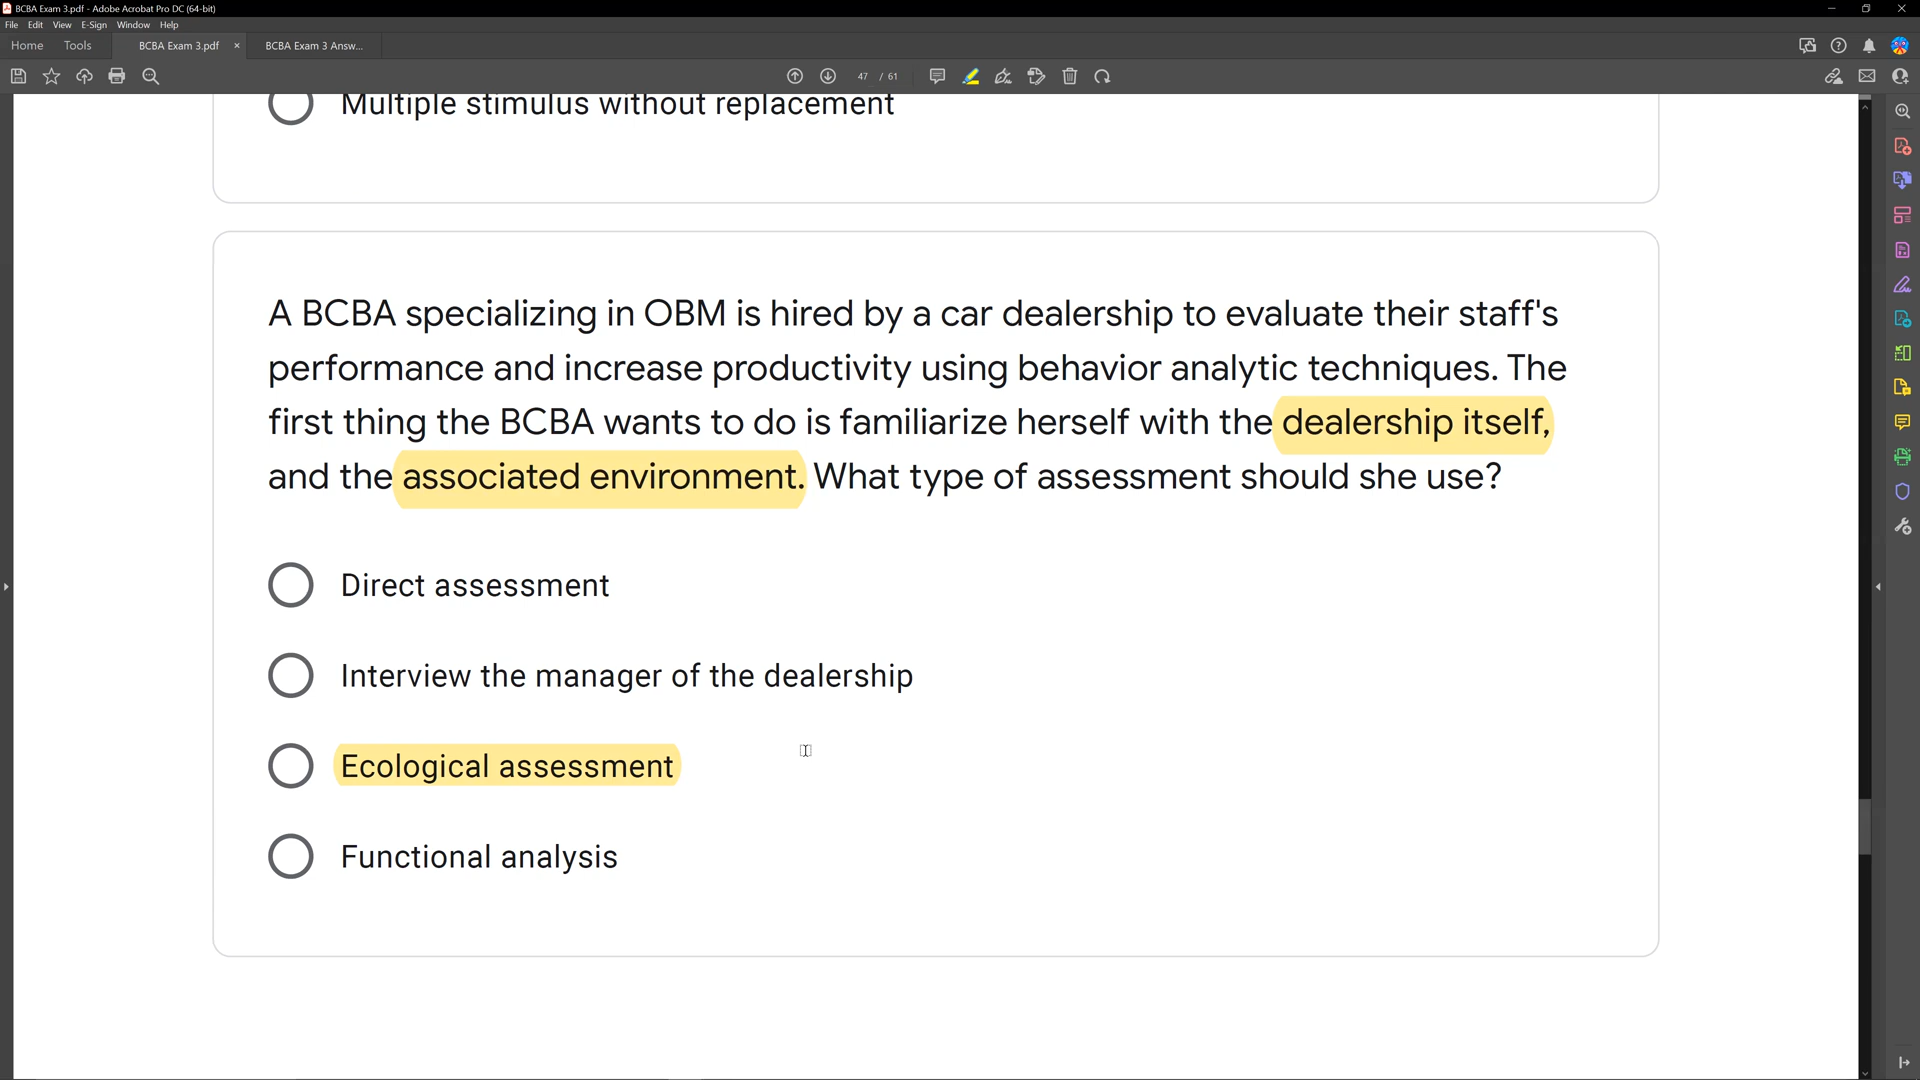 BCBA Exam 3.pdf - Adobe Acrobat Pro DC (64-bit)
File Edit View E-Sign Window Help
Home Tools BCBA Exam 3.pdf × BCBA Exam 3 Answ...
47 / 61
Multiple stimulus without replacement
A BCBA specializing in OBM is hired by a car dealership to evaluate their staff's
performance and increase productivity using behavior analytic techniques. The
first thing the BCBA wants to do is familiarize herself with the dealership itself,
and the associated environment. What type of assessment should she use?
Direct assessment
Interview the manager of the dealership
Ecological assessment
Functional analysis